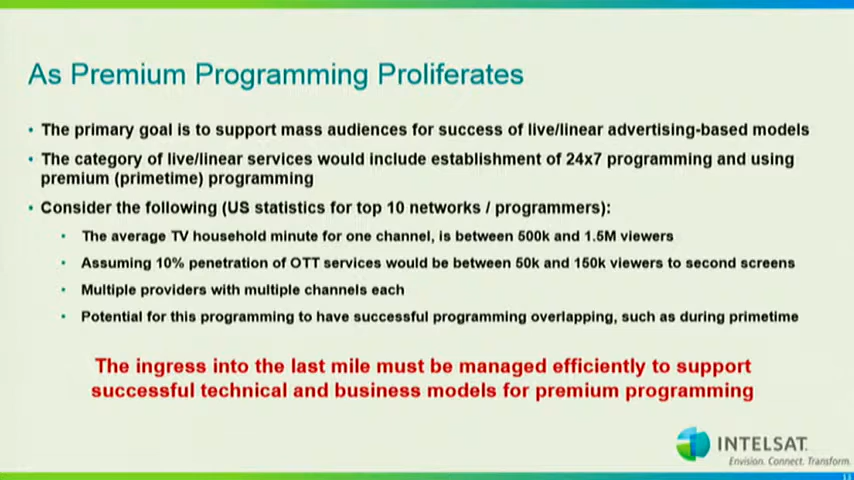 As Premium Programming Proliferates
• The primary goal is to support mass audiences for success of live/linear advertising-based models
• The category of live/linear services would include establishment of 24x7 programming and using
premium (primetime) programming
• Consider the following (US statistics for top 10 networks / programmers):
• The average TV household minute for one channel, is between 500k and 1.5M viewers
• Assuming 10% penetration of OTT services would be between 50k and 150k viewers to second screens
• Multiple providers with multiple channels each
• Potential for this programming to have successful programming overlapping, such as during primetime
The ingress into the last mile must be managed efficiently to support
successful technical and business models for premium programming
INTELSAT.
Envision. Connect. Transform.